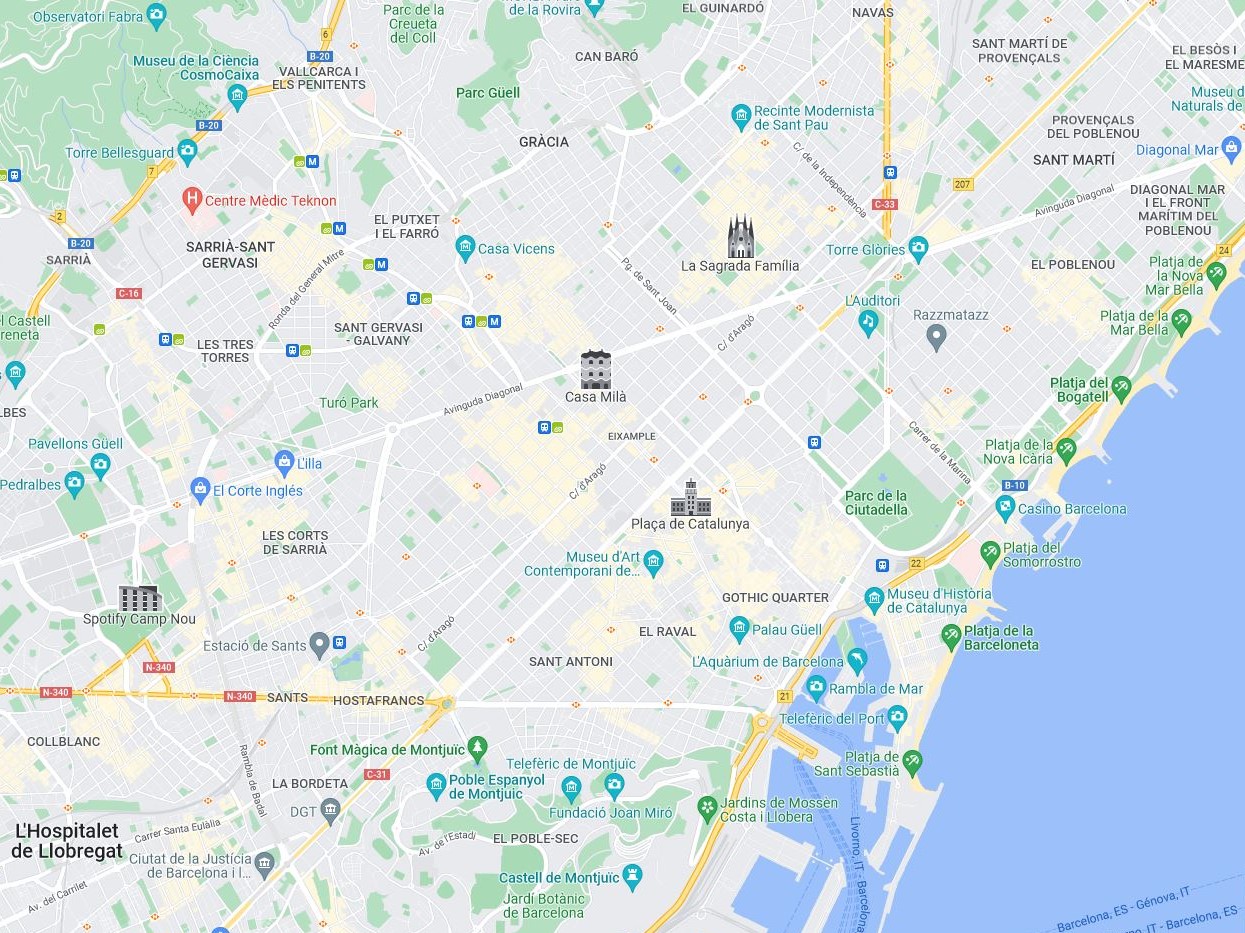 Observatori Fabra
Parc de la
Creueta
del Coll
de la Rovira
EL GUINARDÓ
NAVAS
6
B-20
CAN BARÓ
SANT MARTÍ DE
PROVENÇALS
EL BESÒS I
EL MARESME
Museu de la Ciència
CosmoCaixa
VALLCARCA I
ELS PENITENTS
Parc Güell
Museu d
Naturals de
B-20
Recinte Modernista
de Sant Pau
PROVENÇALS
DEL POBLENOU
Torre Bellesguard
GRÀCIA
C/ de la Independència
SANT MARTÍ
Diagonal Mar
M
7
207
Centre Mèdic Teknon
H
C-33
Avinguda Diagonal
DIAGONAL MAR
I EL FRONT
MARÍTIM DEL
POBLENOU
2
EL PUTXET
I EL FARRÓ
M
B-20
SARRIÀ
SARRIÀ-SANT
GERVASI
Casa Vicens
La Sagrada Família
Torre Glòries
24
M
Ronda del General Mitre
Pg. de Sant Joan
EL POBLENOU
Platja de
la Nova
Mar Bella
C-16
L'Auditori
Razzmatazz
Platja de la
Mar Bella
el Castell
reneta
SANT GERVASI
- GALVANY
M
C/ d'Aragó
LES TRES
TORRES
Avinguda Diagonal
Casa Milà
Platja del
Bogatell
Túró Park
LBES
EIXAMPLE
Carrer de la Marina
Pavellons Güell
Platja de la
Nova Icària
L'illa
C/ d'Aragó
Pedralbes
El Corte Inglés
Parc de la
Ciutadella
B-10
Casino Barcelona
Plaça de Catalunya
LES CORTS
DE SARRIÀ
Museu d'Art
Contemporani de...
22
Platja del
Somorrostro
Spotify Camp Nou
GOTHIC QUARTER
Museu d'Història
de Catalunya
C/ d'Aragó
EL RAVAL
Palau Güell
Platja de la
Barceloneta
Estació de Sants
SANT ANTONI
L'Aquàrium de Barcelona
N-340
N-340
N-340
SANTS
HOSTAFRANCS
21
Rambla de Mar
Telefèric del Port
COLLBLANC
Rambla de Badal
Font Màgica de Montjuïc
Platja de
Sant Sebastià
LA BORDETA
C-31
Poble Espanyol
de Montjuic
Telefèric de Montjuïc
DGT
Fundació Joan Miró
Jardins de Mossèn
Costa i Llobera
L'Hospitalet
de Llobregat
Carrer Santa Eulàlia
Av. de l'Estadi
EL POBLE-SEC
Livorno, IT - Barcelona
Ciutat de la Justícia
de Barcelona i l...
Castell de Montjuïc
Av. del Carrilet
Jardí Botànic
de Barcelona
Barcelona, ES - Génova, IT
IT - Barcelona, ES